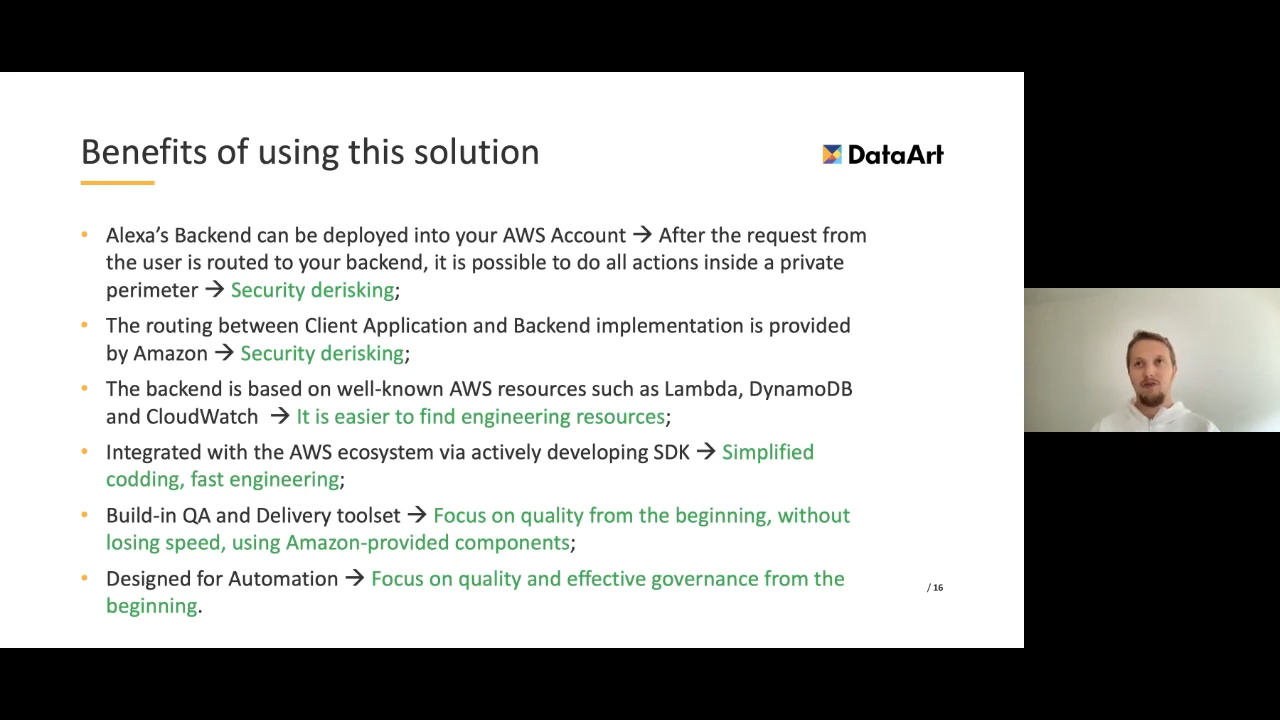 Benefits of using this solution
DataArt
• Alexa’s Backend can be deployed into your AWS Account → After the request from
the user is routed to your backend, it is possible to do all actions inside a private
perimeter → Security derisking;
• The routing between Client Application and Backend implementation is provided
by Amazon → Security derisking;
• The backend is based on well-known AWS resources such as Lambda, DynamoDB
and CloudWatch → It is easier to find engineering resources;
• Integrated with the AWS ecosystem via actively developing SDK → Simplified
codding, fast engineering;
• Build-in QA and Delivery toolset → Focus on quality from the beginning, without
losing speed, using Amazon-provided components;
• Designed for Automation → Focus on quality and effective governance from the
beginning.
/ 16